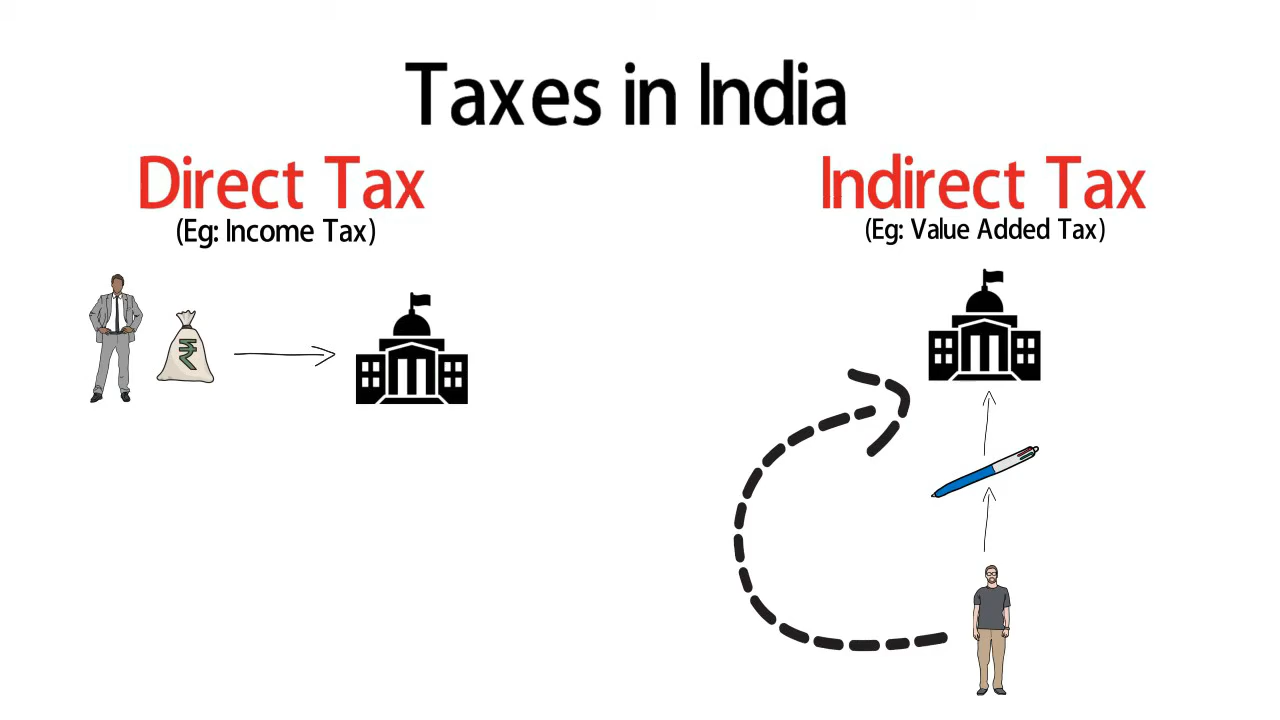 Taxes in India
Direct Tax
(Eg: Income Tax)
Indirect Tax
(Eg: Value Added Tax)
₹